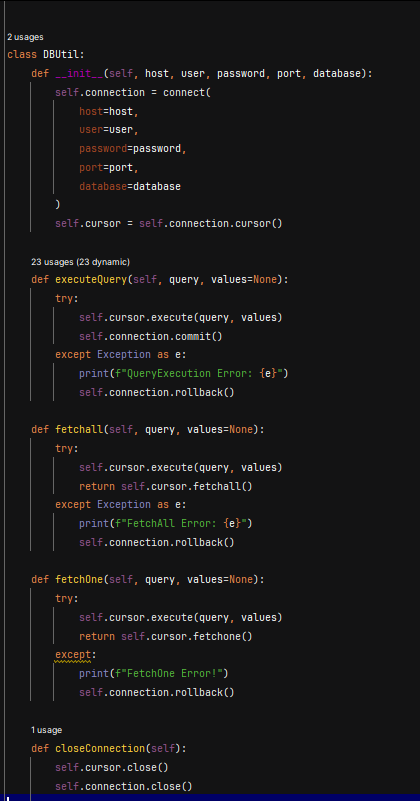 2 usages
class DBUtil:
    def __init__(self, host, user, password, port, database):
        self.connection = connect(
            host=host,
            user=user,
            password=password,
            port=port,
            database=database
        )
        self.cursor = self.connection.cursor()
    23 usages (23 dynamic)
    def executeQuery(self, query, values=None):
        try:
            self.cursor.execute(query, values)
            self.connection.commit()
        except Exception as e:
            print(f"QueryExecution Error: {e}")
            self.connection.rollback()
    def fetchall(self, query, values=None):
        try:
            self.cursor.execute(query, values)
            return self.cursor.fetchall()
        except Exception as e:
            print(f"FetchAll Error: {e}")
            self.connection.rollback()
    def fetchOne(self, query, values=None):
        try:
            self.cursor.execute(query, values)
            return self.cursor.fetchone()
        except:
            print(f"FetchOne Error!")
            self.connection.rollback()
    1 usage
    def closeConnection(self):
        self.cursor.close()
        self.connection.close()